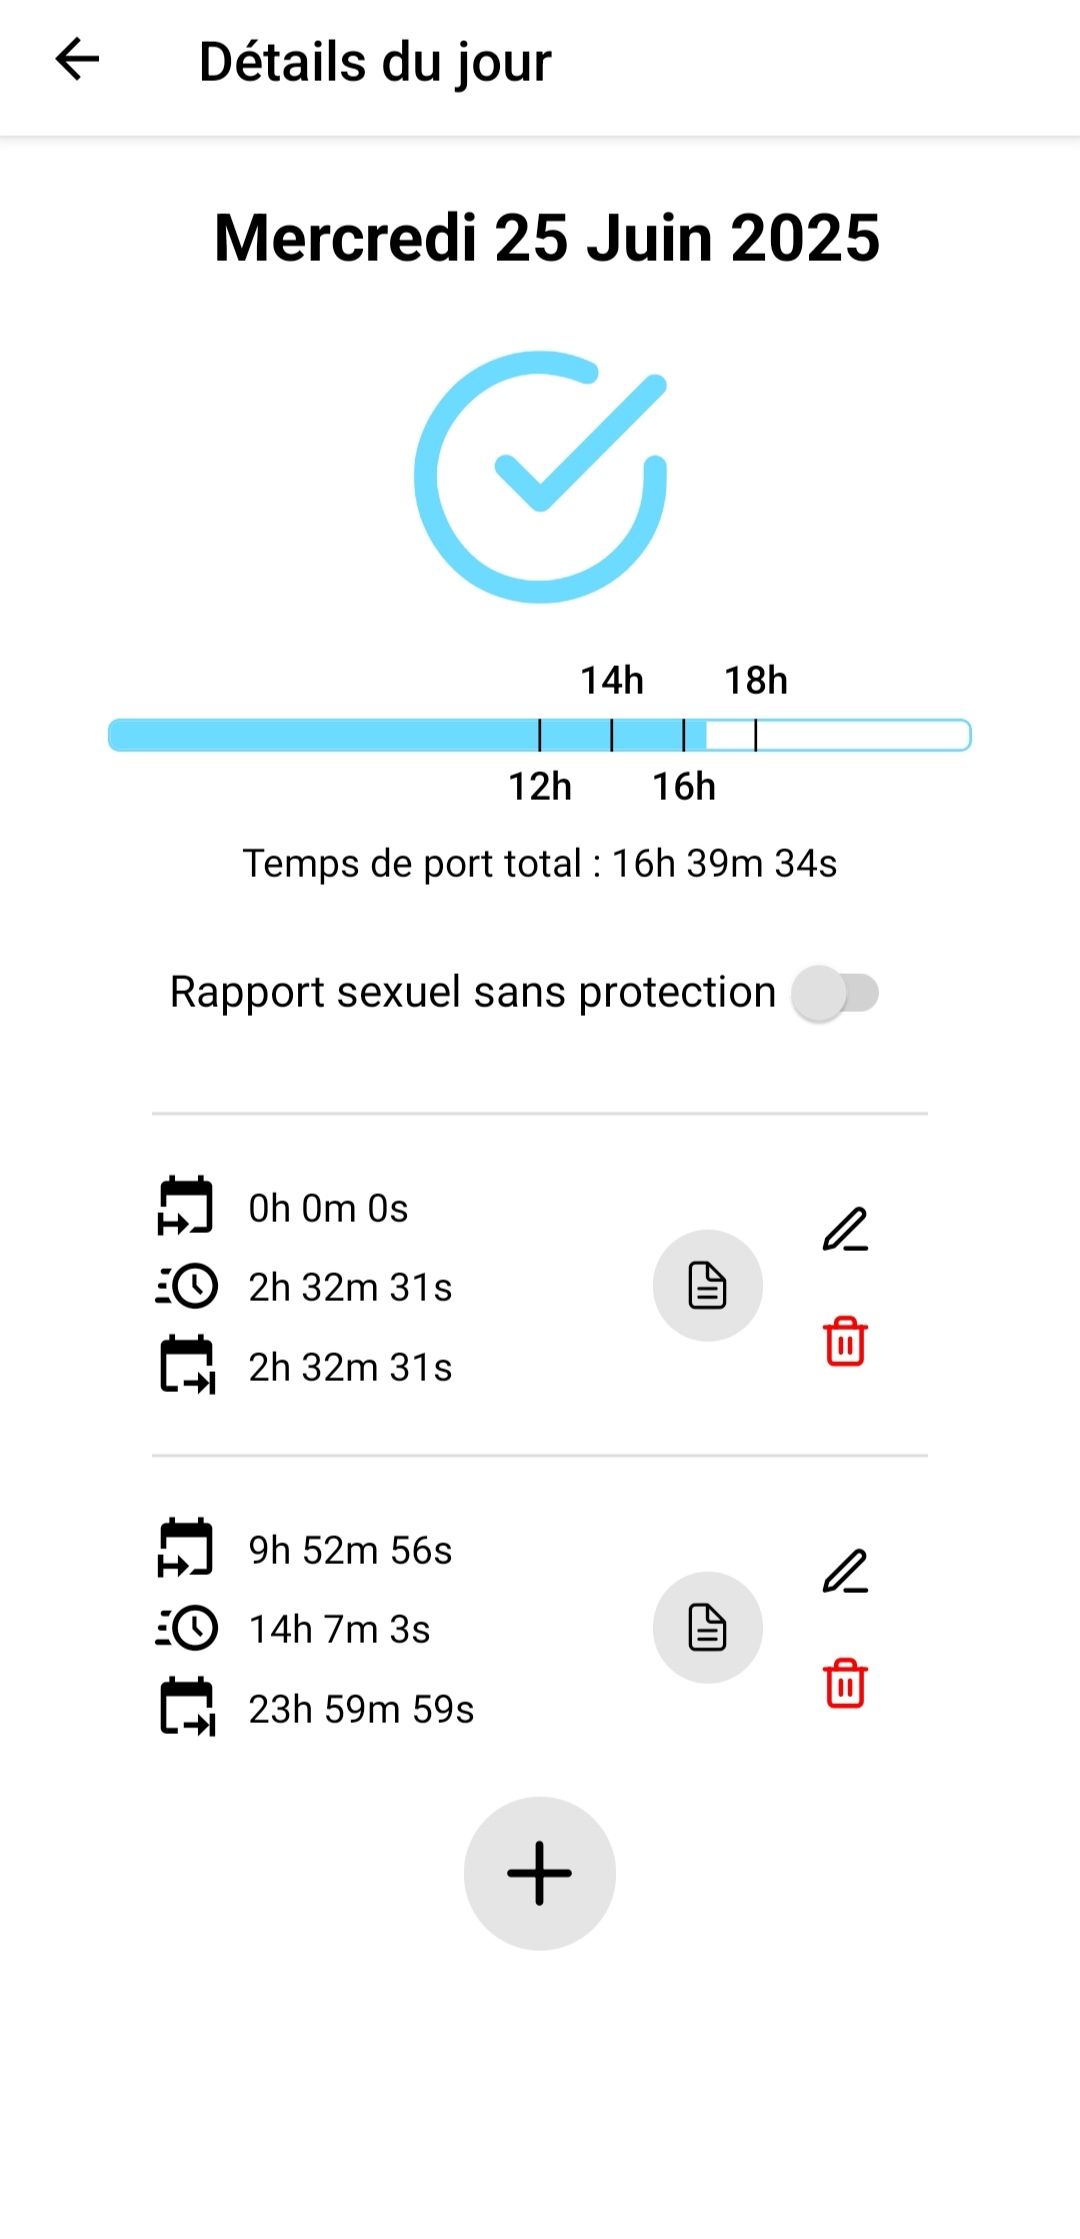 Détails du jour
Mercredi 25 Juin 2025
14h 18h
12h 16h
Temps de port total : 16h 39m 34s
Rapport sexuel sans protection
0h 0m 0s
2h 32m 31s
2h 32m 31s
9h 52m 56s
14h 7m 3s
23h 59m 59s